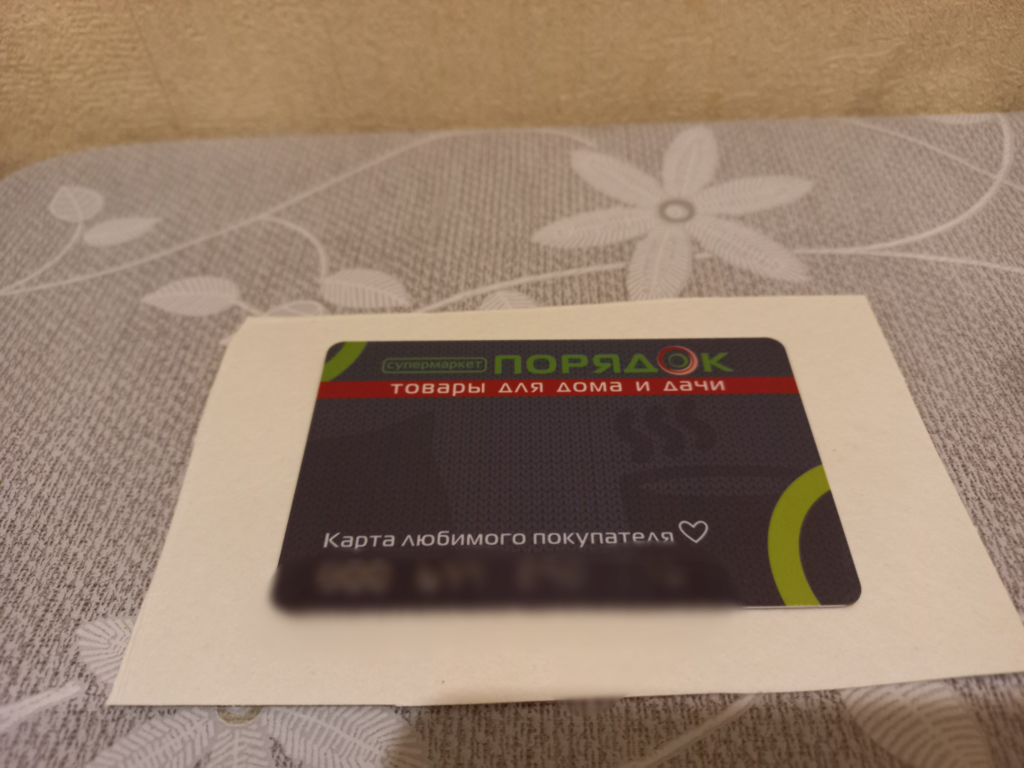 супермаркет ПОРЯДОК
товары для дома и дачи
Карта любимого покупателя